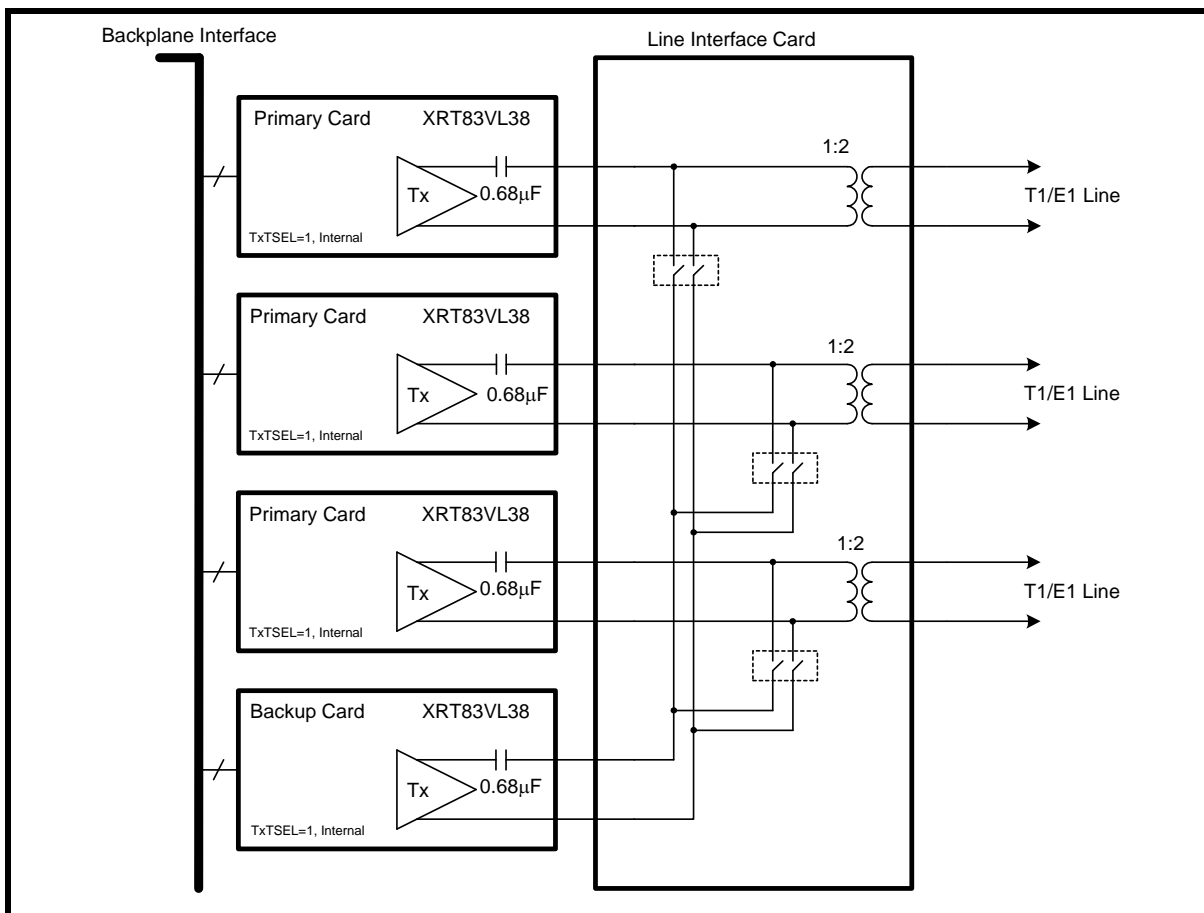 Backplane Interface
Line Interface Card
Primary Card XRT83VL38
Tx
0.68µF
TxTSEL=1, Internal
1:2
T1/E1 Line
Primary Card XRT83VL38
Tx
0.68µF
TxTSEL=1, Internal
1:2
T1/E1 Line
Primary Card XRT83VL38
Tx
0.68µF
TxTSEL=1, Internal
1:2
T1/E1 Line
Backup Card XRT83VL38
Tx
0.68µF
TxTSEL=1, Internal